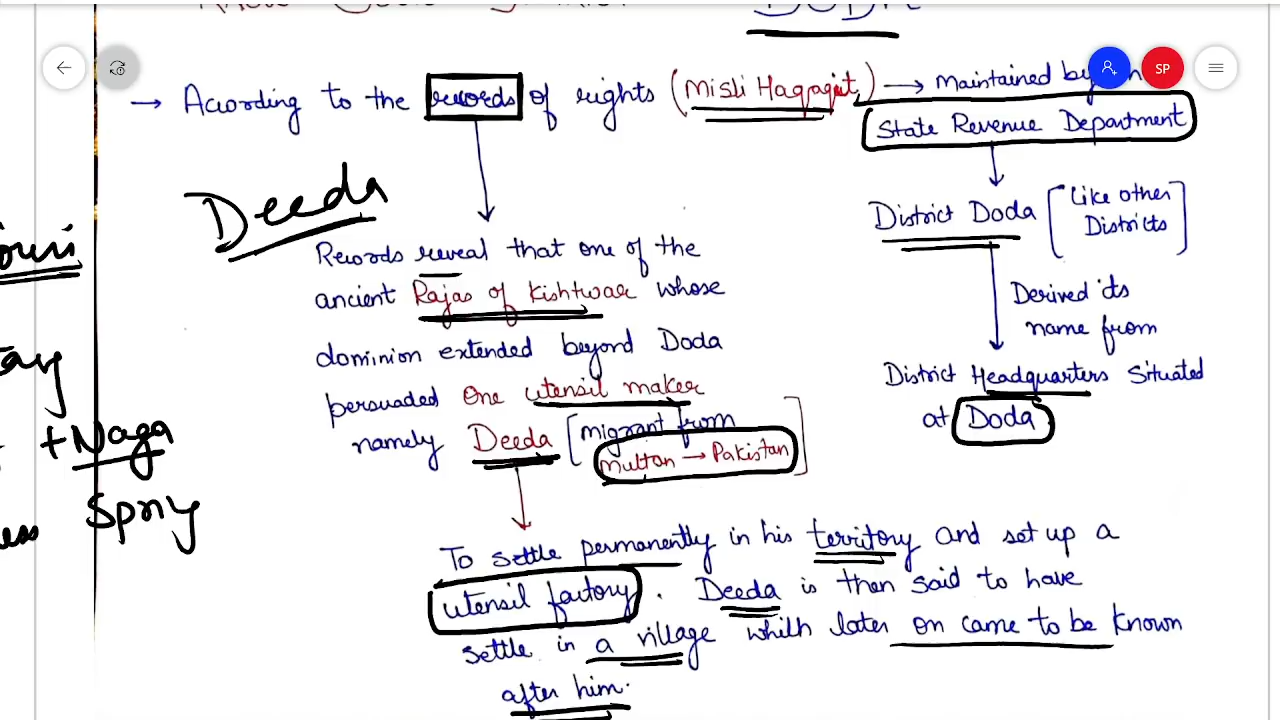 DODA
→ According to the records of rights (Misli Haqaqiat) → Maintained by
State Revenue Department
Deeda
District Doda [Like other
Districts]
Records reveal that one of the
ancient Rajas of Kishtwar whose
dominion extended beyond Doda
persuaded One utensil maker
namely Deeda [migrant from
Multan → Pakistan]
Derived its
name from
District Headquarters Situated
at Doda
To settle permanently in his territory and set up a
utensil factory. Deeda is then said to have
settle in a village which later on came to be known
after him.
+ Naga
SP